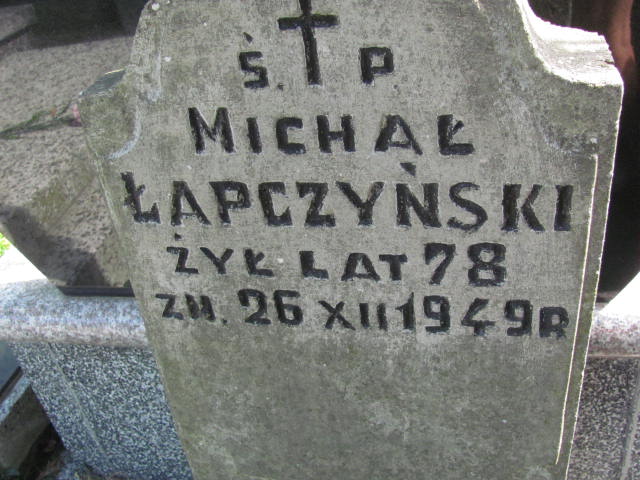 Ś. P
MICHAŁ
ŁAPCZYŃSKI
ŻYŁ LAT 78
ZM. 26 XII 1949 R